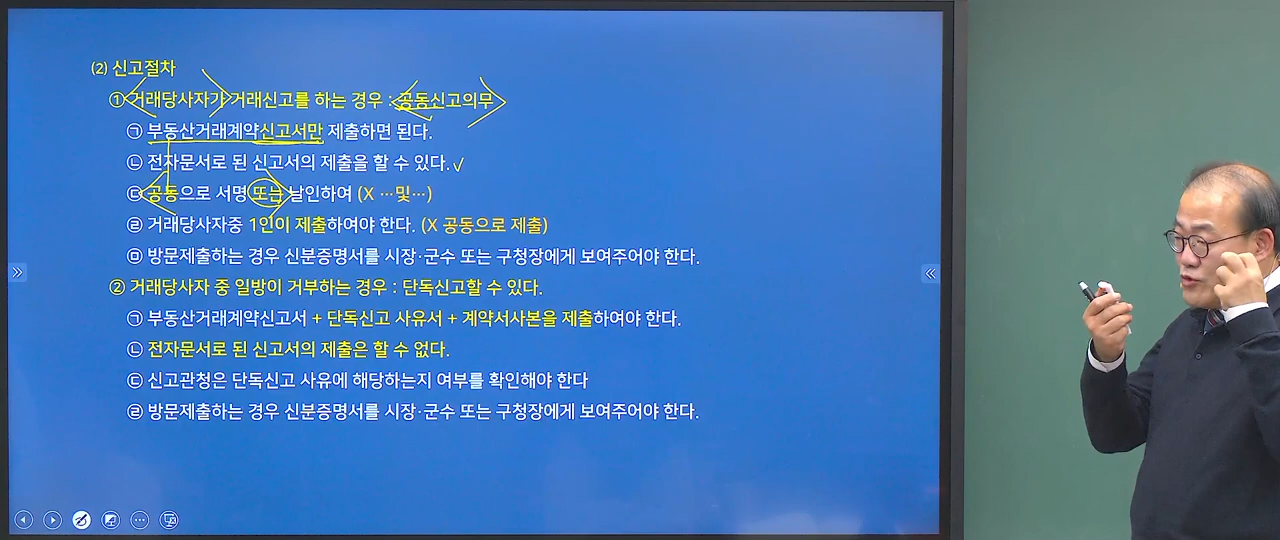 (2) 신고절차
① 거래당사자가 거래신고를 하는 경우 : 공동신고의무
㉠ 부동산거래계약신고서만 제출하면 된다.
㉡ 전자문서로 된 신고서의 제출을 할 수 있다.
㉢ 공동으로 서명 또는 날인하여 (X …및…)
㉣ 거래당사자중 1인이 제출하여야 한다. (X 공동으로 제출)
㉤ 방문제출하는 경우 신분증명서를 시장·군수 또는 구청장에게 보여주어야 한다.
② 거래당사자 중 일방이 거부하는 경우 : 단독신고할 수 있다.
㉠ 부동산거래계약신고서 + 단독신고 사유서 + 계약서사본을 제출하여야 한다.
㉡ 전자문서로 된 신고서의 제출은 할 수 없다.
㉢ 신고관청은 단독신고 사유에 해당하는지 여부를 확인해야 한다
㉣ 방문제출하는 경우 신분증명서를 시장·군수 또는 구청장에게 보여주어야 한다.